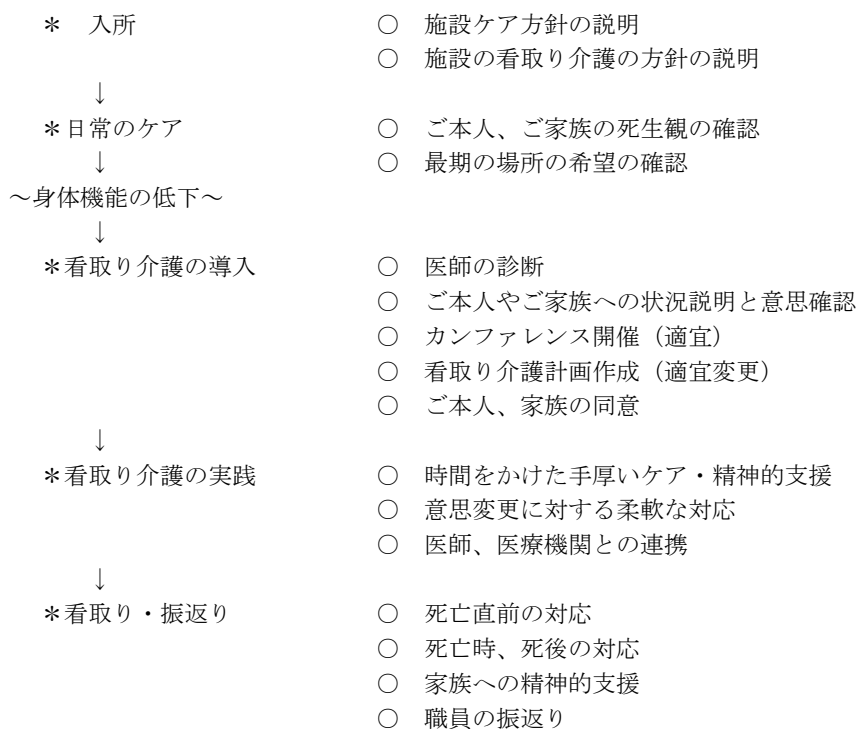 ＊　入所　　○　施設ケア方針の説明
○　施設の看取り介護の方針の説明
↓
＊日常のケア　　○　ご本人、ご家族の死生観の確認
↓　　○　最期の場所の希望の確認
～身体機能の低下～
↓
＊看取り介護の導入　　○　医師の診断
○　ご本人やご家族への状況説明と意思確認
○　カンファレンス開催（適宜）
○　看取り介護計画作成（適宜変更）
○　ご本人、家族の同意
↓
＊看取り介護の実践　　○　時間をかけた手厚いケア・精神的支援
○　意思変更に対する柔軟な対応
○　医師、医療機関との連携
↓
＊看取り・振返り　　○　死亡直前の対応
○　死亡時、死後の対応
○　家族への精神的支援
○　職員の振返り